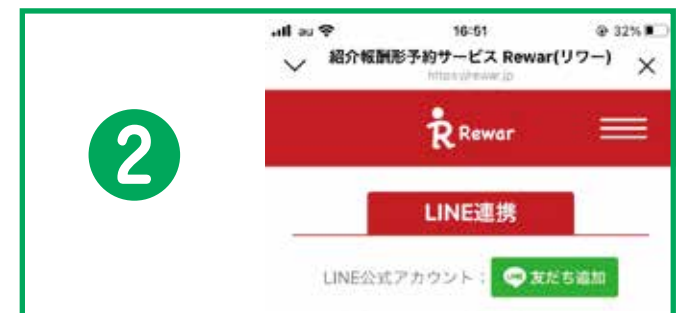 2
au 16:51 32%
紹介報酬形予約サービス Rewar(リワー)
https://rewar.jp
Rewar
LINE連携
LINE公式アカウント：
LINE 友だち追加